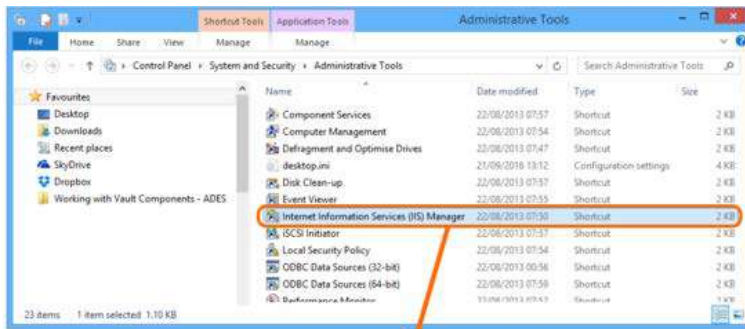 Shortcut Tools Application Tools Administrative Tools
File Home Share View Manage Manage
Control Panel System and Security Administrative Tools Search Administrative Tools
Name Date modified Type Size
Favourites
Desktop
Downloads
Recent places
SkyDrive
Dropbox
Working with Vault Components - ADES
Component Services 22/08/2013 07:57 Shortcut 2 KB
Computer Management 22/08/2013 07:54 Shortcut 2 KB
Defragment and Optimise Drives 22/08/2013 07:47 Shortcut 2 KB
desktop.ini 21/09/2016 13:12 Configuration settings 4 KB
Disk Clean-up 22/08/2013 07:57 Shortcut 2 KB
Event Viewer 22/08/2013 07:55 Shortcut 2 KB
Internet Information Services (IIS) Manager 22/08/2013 07:50 Shortcut 2 KB
iSCSI Initiator 22/08/2013 07:57 Shortcut 2 KB
Local Security Policy 22/08/2013 07:54 Shortcut 2 KB
ODBC Data Sources (32-bit) 22/08/2013 00:56 Shortcut 2 KB
ODBC Data Sources (64-bit) 22/08/2013 07:59 Shortcut 2 KB
Performance Monitor Shortcut 2 KB
23 items 1 item selected 1.10 KB